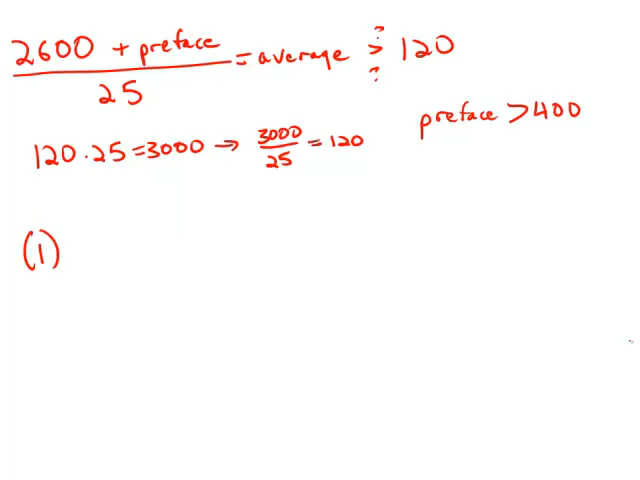 2600 + preface / 25 = average ? > ? 120
preface > 400
120 · 25 = 3000 → 3000 / 25 = 120
(1)